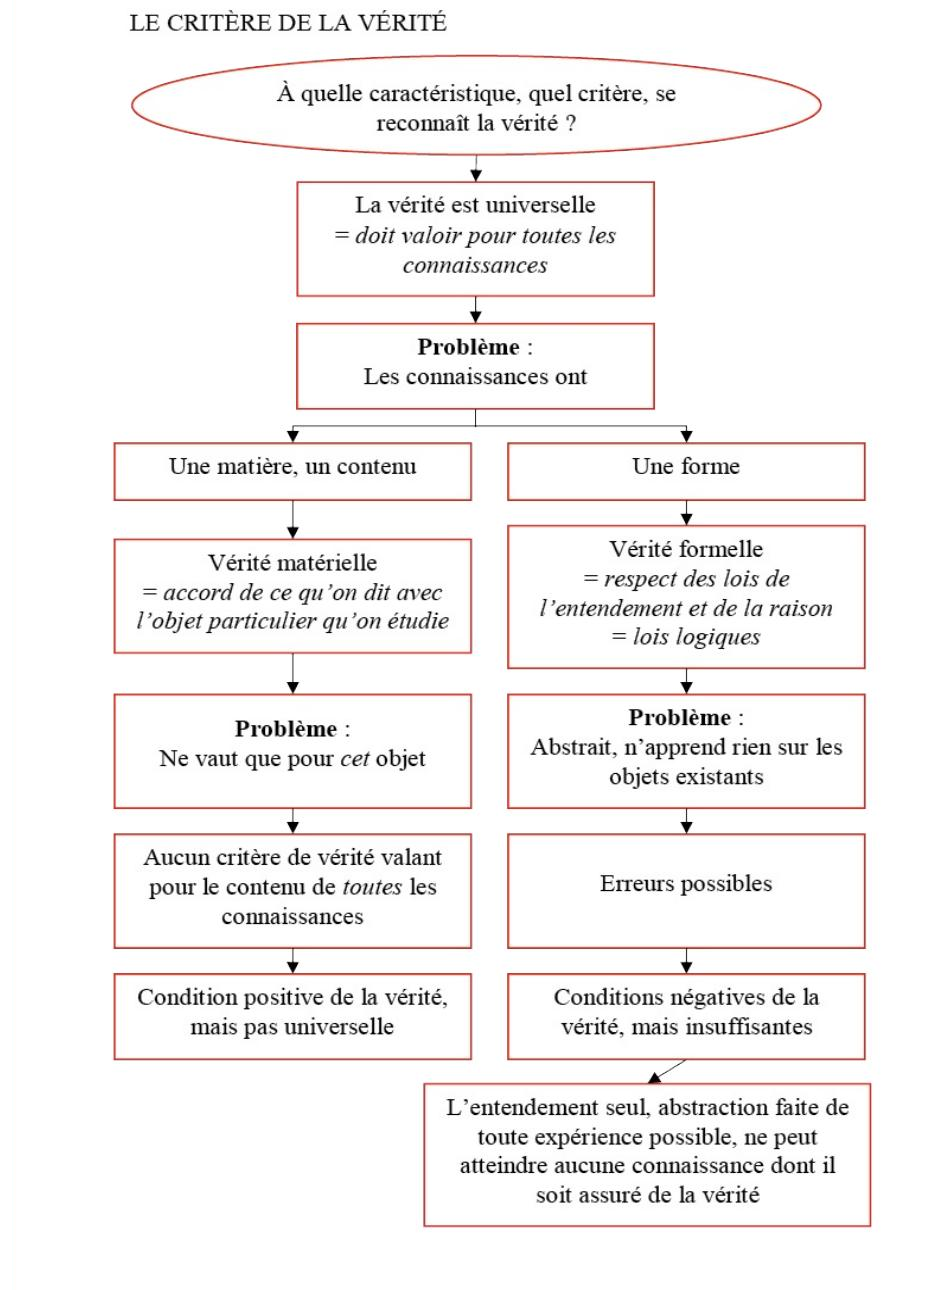 LE CRITÈRE DE LA VÉRITÉ
À quelle caractéristique, quel critère, se
reconnaît la vérité ?
La vérité est universelle
= doit valoir pour toutes les
connaissances
Problème :
Les connaissances ont
Une matière, un contenu
Vérité matérielle
= accord de ce qu’on dit avec
l’objet particulier qu’on étudie
Problème :
Ne vaut que pour cet objet
Aucun critère de vérité valant
pour le contenu de toutes les
connaissances
Condition positive de la vérité,
mais pas universelle
Une forme
Vérité formelle
= respect des lois de
l’entendement et de la raison
= lois logiques
Problème :
Abstrait, n’apprend rien sur les
objets existants
Erreurs possibles
Conditions négatives de la
vérité, mais insuffisantes
L’entendement seul, abstraction faite de
toute expérience possible, ne peut
atteindre aucune connaissance dont il
soit assuré de la vérité